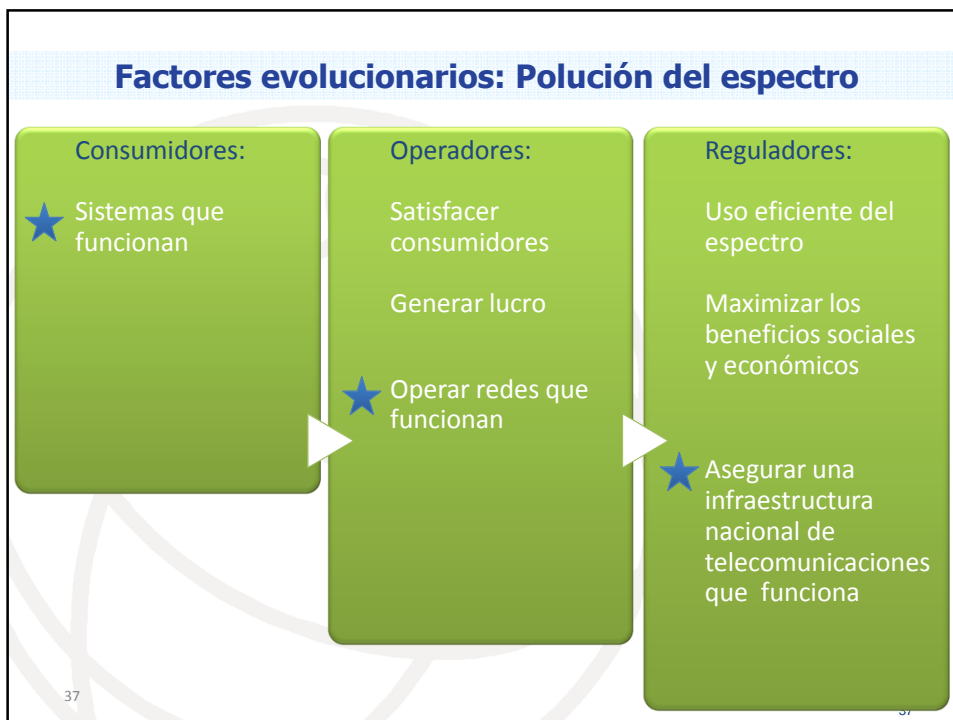 Factores evolucionarios: Polución del espectro
Consumidores:
Sistemas que
funcionan
Operadores:
Satisfacer
consumidores
Generar lucro
Operar redes que
funcionan
Reguladores:
Uso eficiente del
espectro
Maximizar los
beneficios sociales
y económicos
Asegurar una
infraestructura
nacional de
telecomunicaciones
que  funciona
37
37